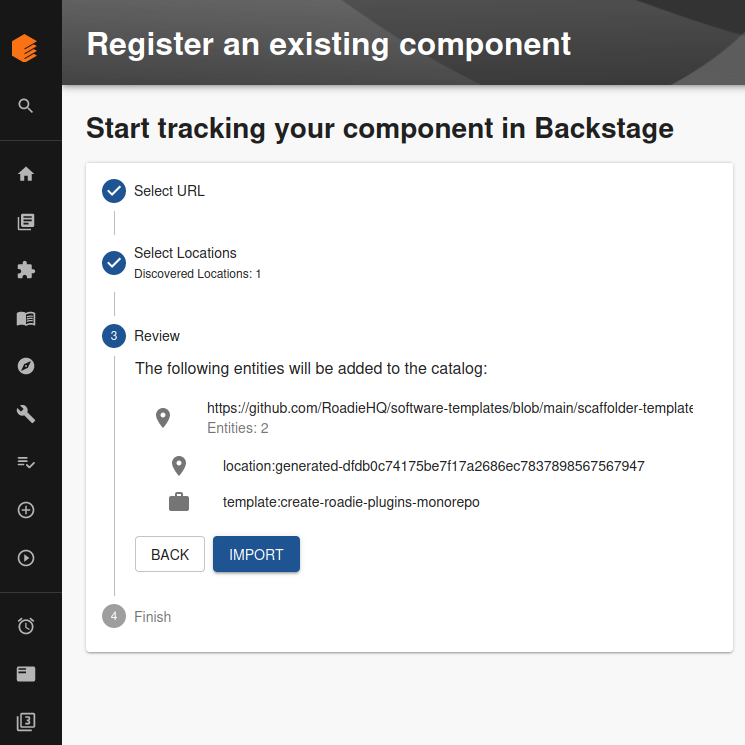 Register an existing component
Start tracking your component in Backstage
Select URL
Select Locations
Discovered Locations: 1
3 Review
The following entities will be added to the catalog:
https://github.com/RoadieHQ/software-templates/blob/main/scaffolder-template
Entities: 2
location:generated-dfdb0c74175be7f17a2686ec7837898567567947
template:create-roadie-plugins-monorepo
BACK IMPORT
4 Finish
3